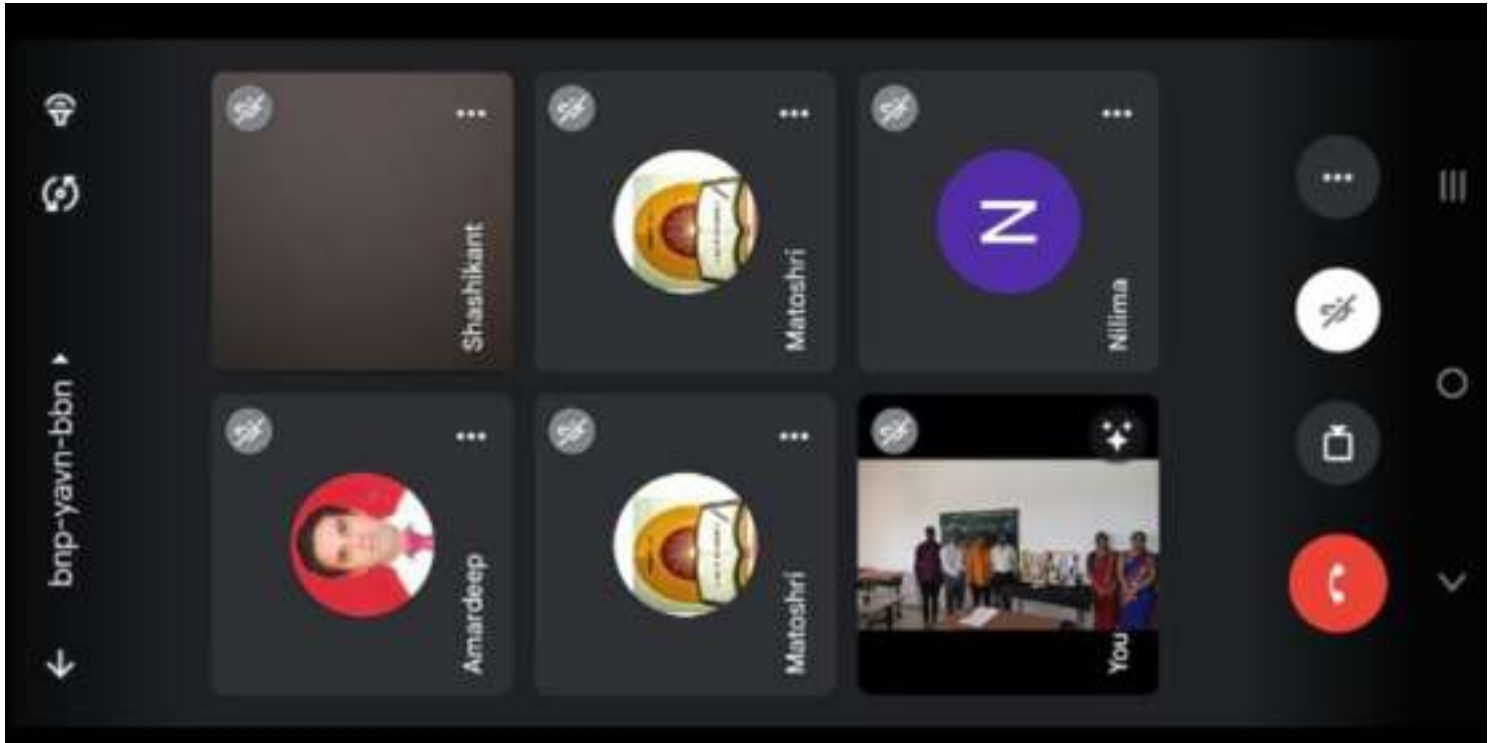 bnp-yavn-bbn
Amardeep
Shashikant
Matoshri
Matoshri
You
Nilima
N